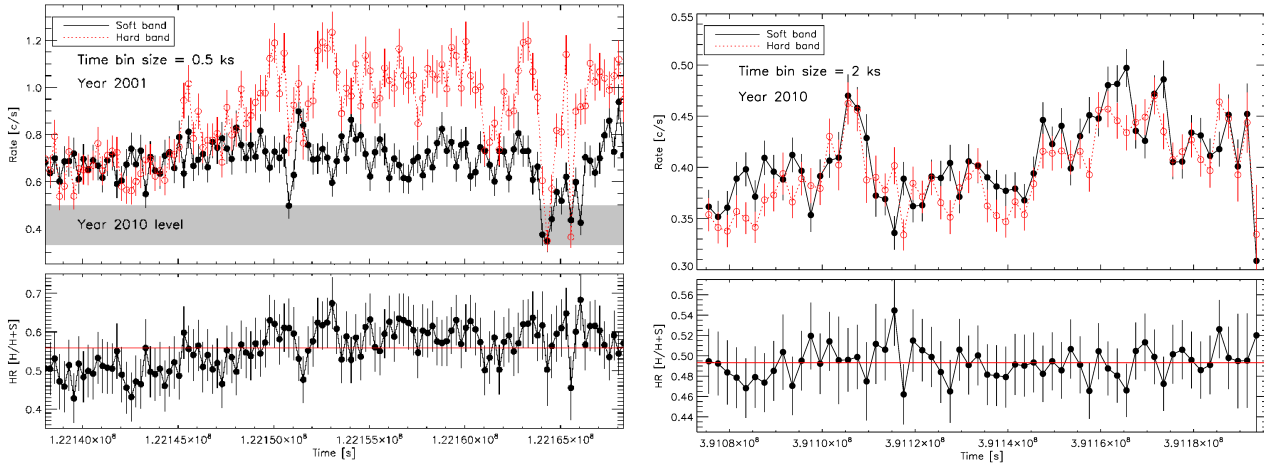 Soft band
Hard band
Time bin size = 0.5 ks
Year 2001
Year 2010 level
Rate [c/s]
1.2
1.0
0.8
0.6
0.4
HR [H/H+S]
0.7
0.6
0.5
0.4
1.22140×10⁸ 1.22145×10⁸ 1.22150×10⁸ 1.22155×10⁸ 1.22160×10⁸ 1.22165×10⁸
Time [s]
Soft band
Hard band
Time bin size = 2 ks
Year 2010
Rate [c/s]
0.55
0.50
0.45
0.40
0.35
0.30
HR [H/H+S]
0.56
0.54
0.52
0.50
0.48
0.46
0.44
0.42
3.9108×10⁸ 3.9110×10⁸ 3.9112×10⁸ 3.9114×10⁸ 3.9116×10⁸ 3.9118×10⁸
Time [s]